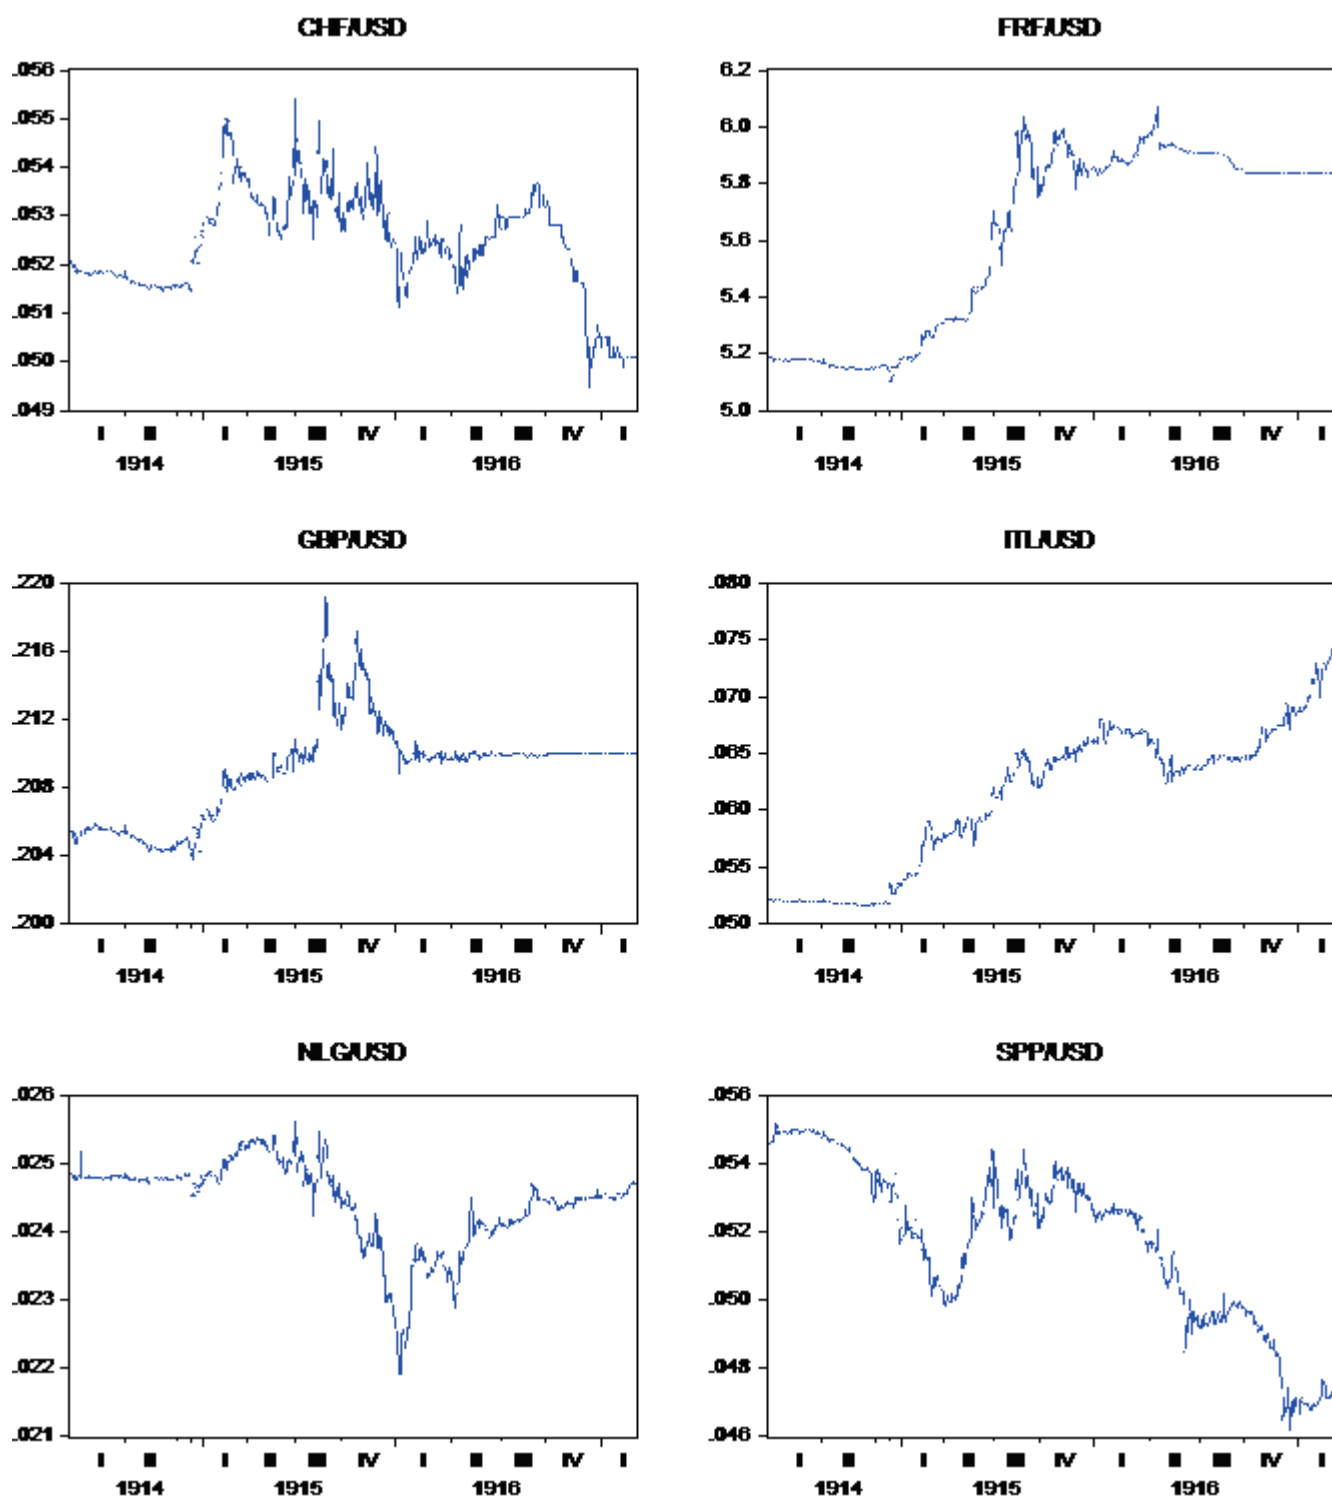 CHF/USD
.056
.055
.054
.053
.052
.051
.050
.049
I II I II III IV I II III IV I
1914 1915 1916
FRF/USD
6.2
6.0
5.8
5.6
5.4
5.2
5.0
I II I II III IV I II III IV I
1914 1915 1916
GBP/USD
.220
.216
.212
.208
.204
.200
I II I II III IV I II III IV I
1914 1915 1916
ITL/USD
.080
.075
.070
.065
.060
.055
.050
I II I II III IV I II III IV I
1914 1915 1916
NLG/USD
.026
.025
.024
.023
.022
.021
I II I II III IV I II III IV I
1914 1915 1916
SPP/USD
.056
.054
.052
.050
.048
.046
I II I II III IV I II III IV I
1914 1915 1916